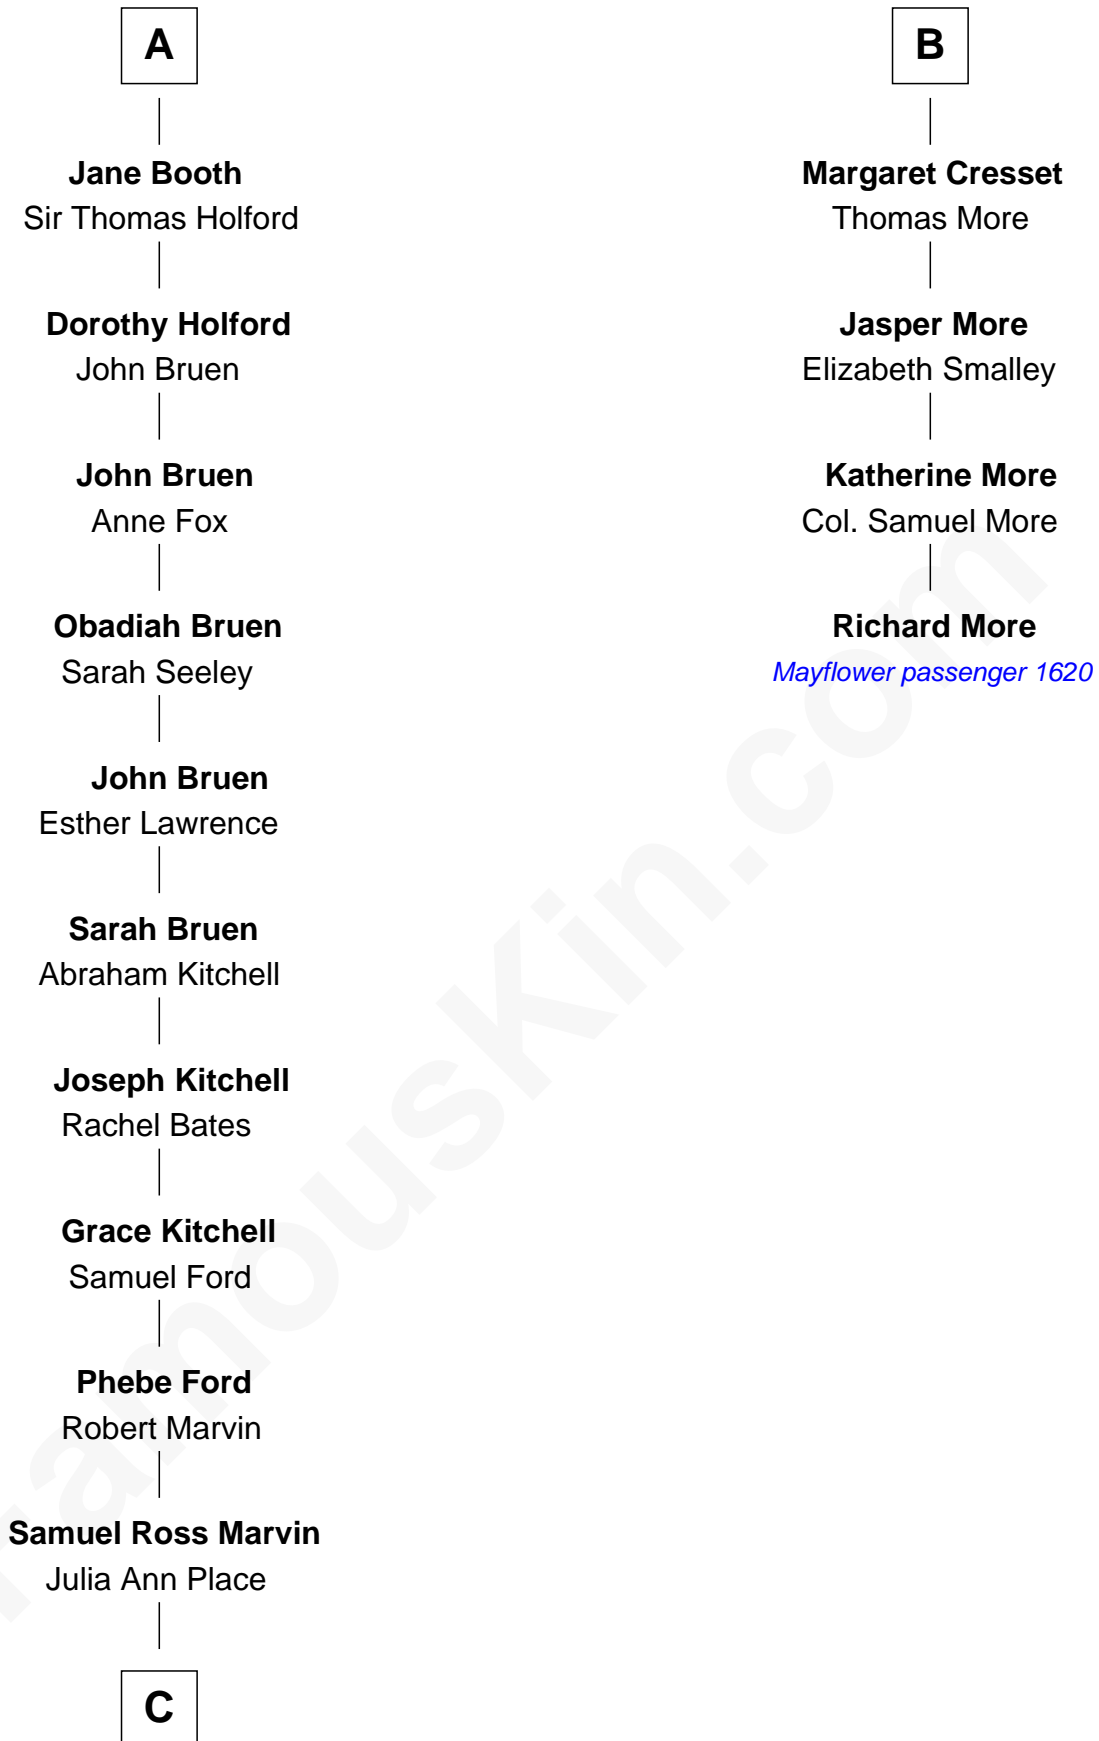 A
Jane Booth
Sir Thomas Holford
Dorothy Holford
John Bruen
John Bruen
Anne Fox
Obadiah Bruen
Sarah Seeley
John Bruen
Esther Lawrence
Sarah Bruen
Abraham Kitchell
Joseph Kitchell
Rachel Bates
Grace Kitchell
Samuel Ford
Phebe Ford
Robert Marvin
Samuel Ross Marvin
Julia Ann Place
C
B
Margaret Cresset
Thomas More
Jasper More
Elizabeth Smalley
Katherine More
Col. Samuel More
Richard More
Mayflower passenger 1620
FamousKin.com